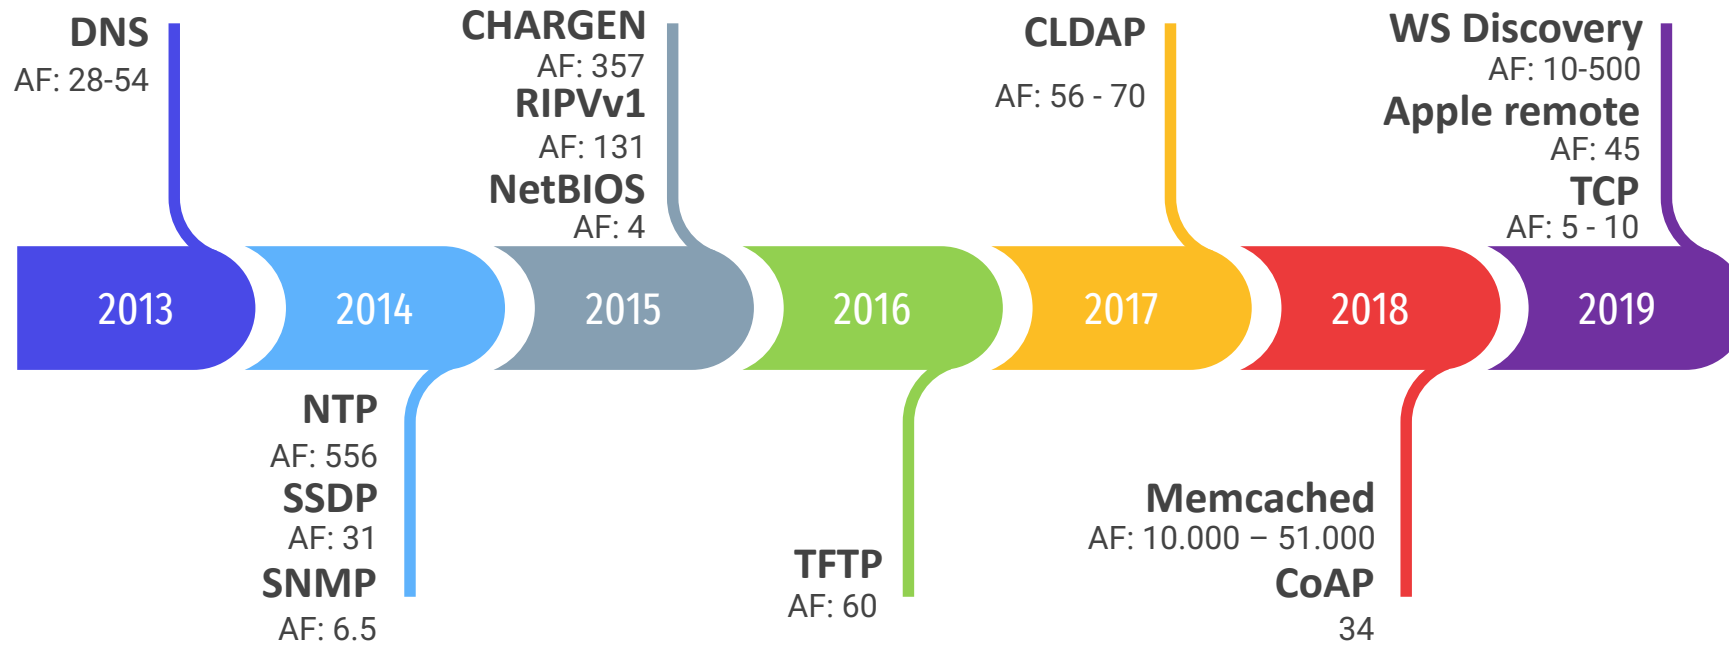 DNS
AF: 28-54
CHARGEN
AF: 357
RIPVv1
AF: 131
NetBIOS
AF: 4
CLDAP
AF: 56 - 70
WS Discovery
AF: 10-500
Apple remote
AF: 45
TCP
AF: 5 - 10
2013
2014
2015
2016
2017
2018
2019
NTP
AF: 556
SSDP
AF: 31
SNMP
AF: 6.5
TFTP
AF: 60
Memcached
AF: 10.000 – 51.000
CoAP
34